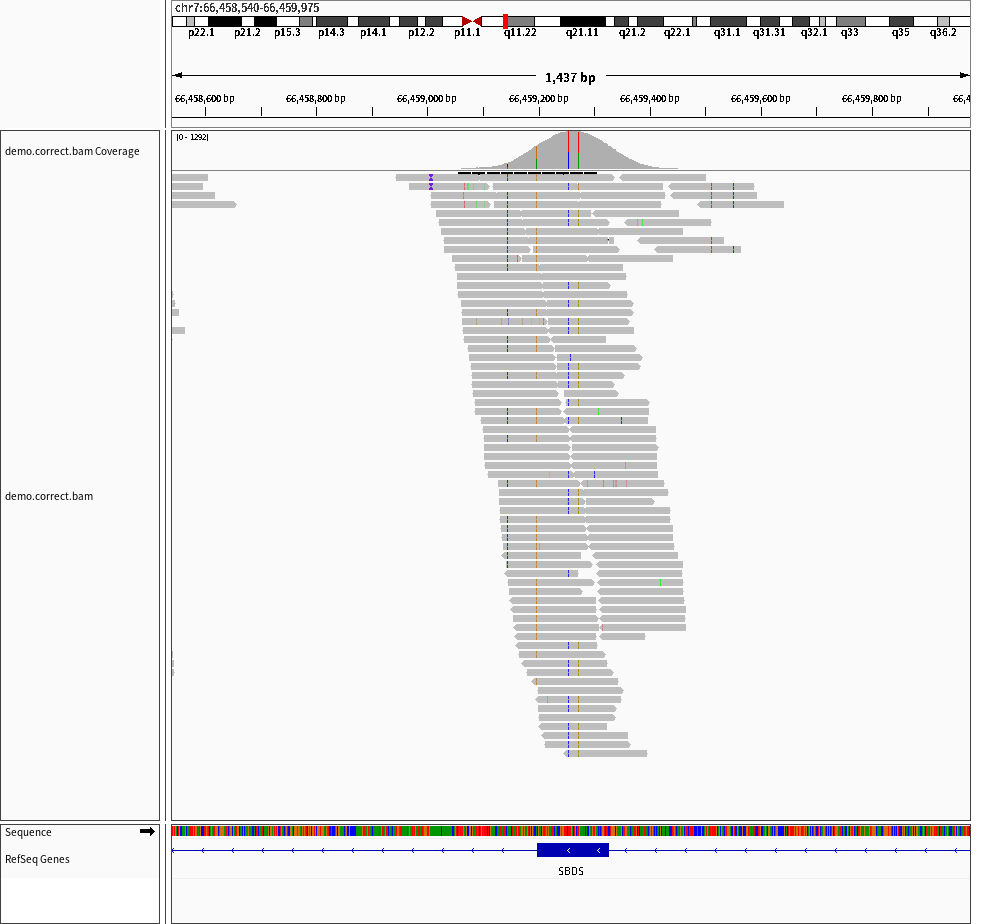 chr7:66,458,540-66,459,975
p22.1 p21.2 p15.3 p14.3 p14.1 p12.2 p11.1 q11.22 q21.11 q21.2 q22.1 q31.1 q31.31 q32.1 q33 q35 q36.2
1,437 bp
66,458,600 bp 66,458,800 bp 66,459,000 bp 66,459,200 bp 66,459,400 bp 66,459,600 bp 66,459,800 bp 66,4
[0 - 1292]
demo.correct.bam Coverage
demo.correct.bam
Sequence
RefSeq Genes
SBDS